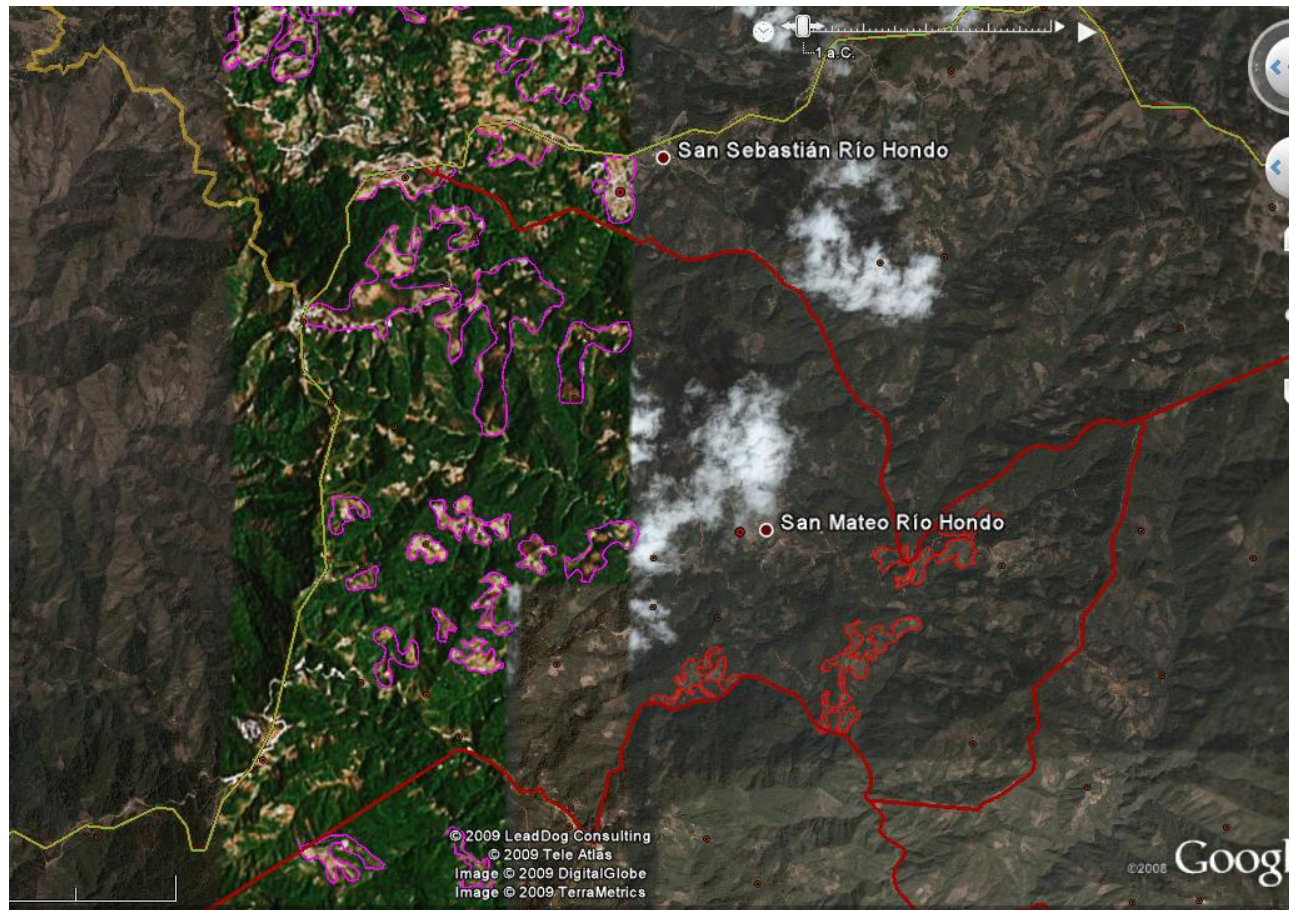 1 a.C.
San Sebastián Río Hondo
San Mateo Río Hondo
© 2009 LeadDog Consulting
© 2009 Tele Atlas
Image © 2009 DigitalGlobe
Image © 2009 TerraMetrics
©2008 Googl